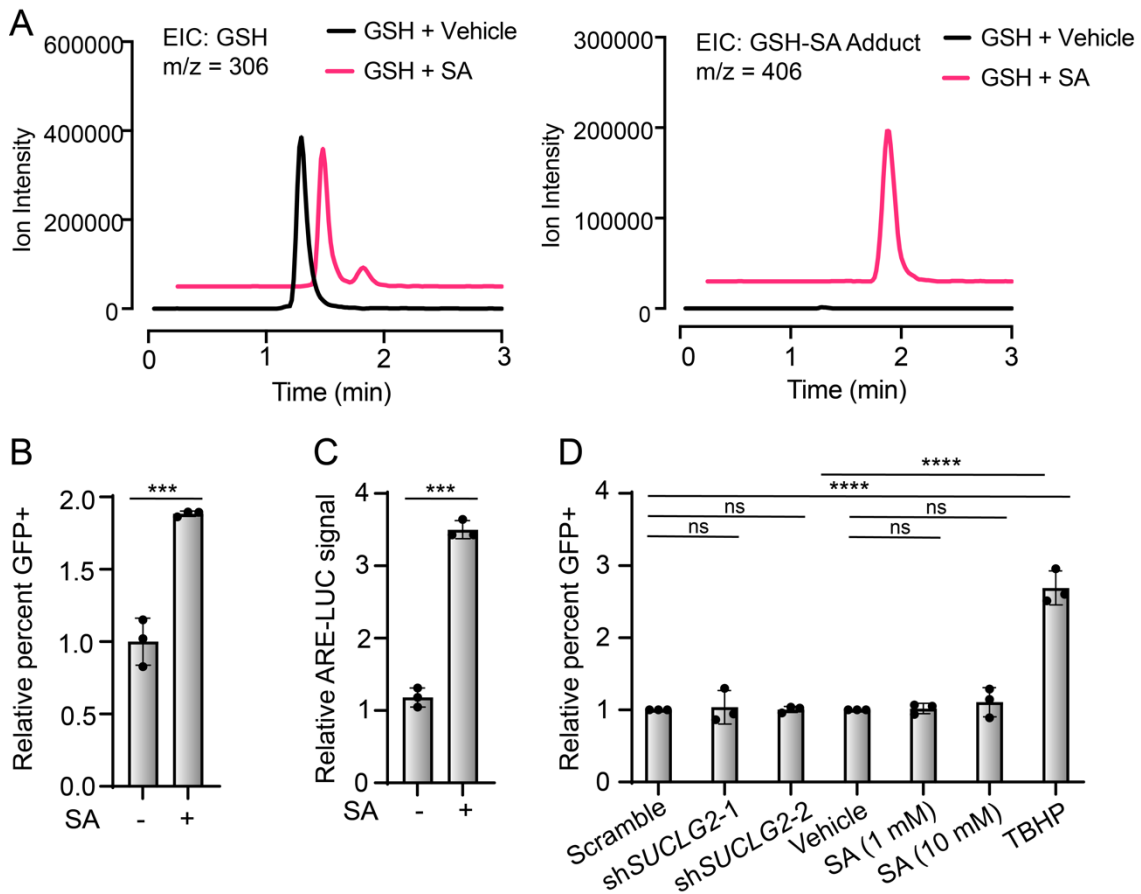 A
EIC: GSH
m/z = 306
GSH + Vehicle
GSH + SA
Ion Intensity
600000
400000
200000
0
0 1 2 3
Time (min)
EIC: GSH-SA Adduct
m/z = 406
GSH + Vehicle
GSH + SA
Ion Intensity
300000
200000
100000
0
0 1 2 3
Time (min)
B
***
Relative percent GFP+
2.0
1.5
1.0
0.5
0.0
SA - +
C
***
Relative ARE-LUC signal
4
3
2
1
0
SA - +
D
****
****
ns
ns
ns
ns
Relative percent GFP+
4
3
2
1
0
Scramble
shSUCLG2-1
shSUCLG2-2
Vehicle
SA (1 mM)
SA (10 mM)
TBHP